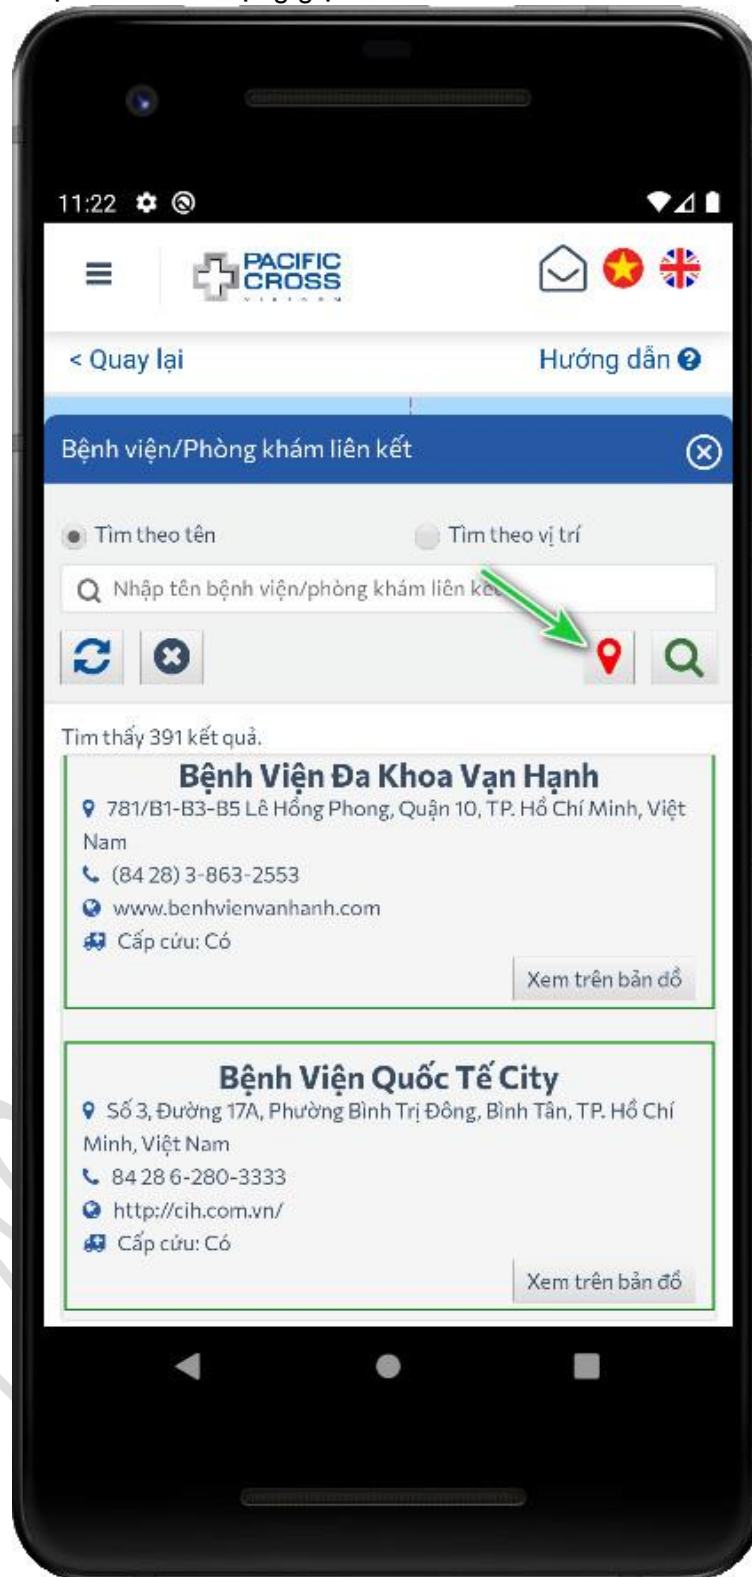 11:22
PACIFIC
CROSS
VIETNAM
< Quay lại
Hướng dẫn
Bệnh viện/Phòng khám liên kết
Tìm theo tên
Tìm theo vị trí
Nhập tên bệnh viện/phòng khám liên kết
Tìm thấy 391 kết quả.
Bệnh Viện Đa Khoa Vạn Hạnh
781/B1-B3-B5 Lê Hồng Phong, Quận 10, TP. Hồ Chí Minh, Việt
Nam
(84 28) 3-863-2553
www.benhvienvanhanh.com
Cấp cứu: Có
Xem trên bản đồ
Bệnh Viện Quốc Tế City
Số 3, Đường 17A, Phường Bình Trị Đông, Bình Tân, TP. Hồ Chí
Minh, Việt Nam
84 28 6-280-3333
http://cih.com.vn/
Cấp cứu: Có
Xem trên bản đồ